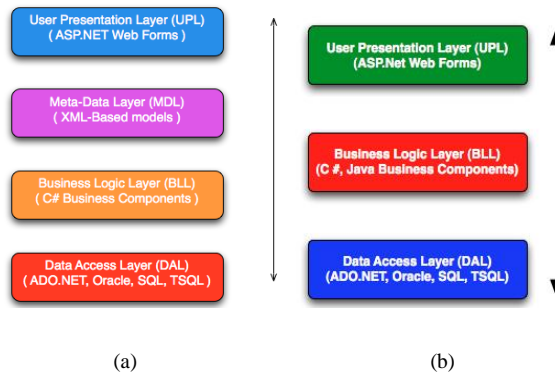 User Presentation Layer (UPL)
( ASP.NET Web Forms )
Meta-Data Layer (MDL)
( XML-Based models )
Business Logic Layer (BLL)
( C# Business Components )
Data Access Layer (DAL)
( ADO.NET, Oracle, SQL, TSQL )
(a)
User Presentation Layer (UPL)
(ASP.Net Web Forms)
Business Logic Layer (BLL)
(C #, Java Business Components)
Data Access Layer (DAL)
(ADO.NET, Oracle, SQL, TSQL)
(b)